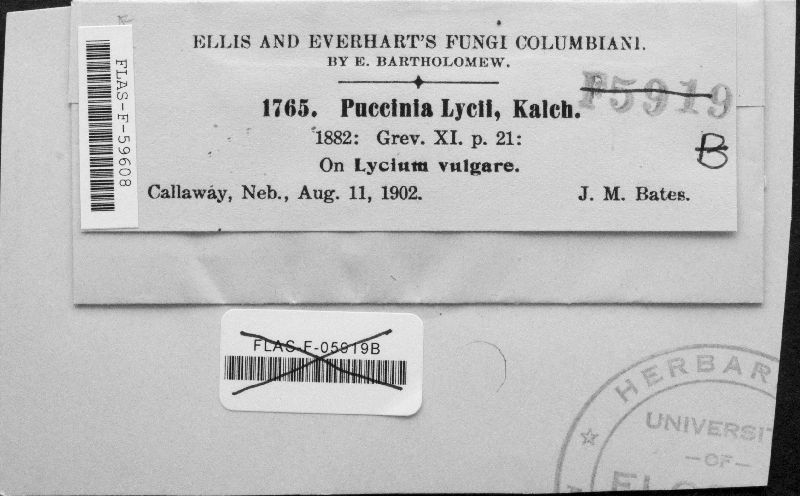 ELLIS AND EVERHART'S FUNGI COLUMBIANI.
BY E. BARTHOLOMEW.
1765. Puccinia Lycii, Kalch.
1882: Grev. XI. p. 21:
On Lycium vulgare.
Callaway, Neb., Aug. 11, 1902. J. M. Bates.
F5919
B
FLAS-F-59608
FLAS-F-05919B
HERBAR
UNIVERSIT
-OF-